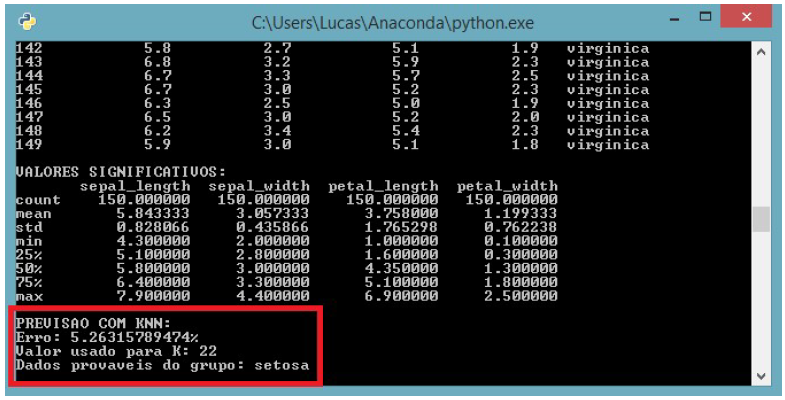 C:\Users\Lucas\Anaconda\python.exe
142 5.8 2.7 5.1 1.9 virginica
143 6.8 3.2 5.9 2.3 virginica
144 6.7 3.3 5.7 2.5 virginica
145 6.7 3.0 5.2 2.3 virginica
146 6.3 2.5 5.0 1.9 virginica
147 6.5 3.0 5.2 2.0 virginica
148 6.2 3.4 5.4 2.3 virginica
149 5.9 3.0 5.1 1.8 virginica
VALORES SIGNIFICATIVOS:
sepal_length sepal_width petal_length petal_width
count 150.000000 150.000000 150.000000 150.000000
mean 5.843333 3.057333 3.758000 1.199333
std 0.828066 0.435866 1.765298 0.762238
min 4.300000 2.000000 1.000000 0.100000
25% 5.100000 2.800000 1.600000 0.300000
50% 5.800000 3.000000 4.350000 1.300000
75% 6.400000 3.300000 5.100000 1.800000
max 7.900000 4.400000 6.900000 2.500000
PREVISAO COM KNN:
Erro: 5.26315789474%
Valor usado para K: 22
Dados provaveis do grupo: setosa